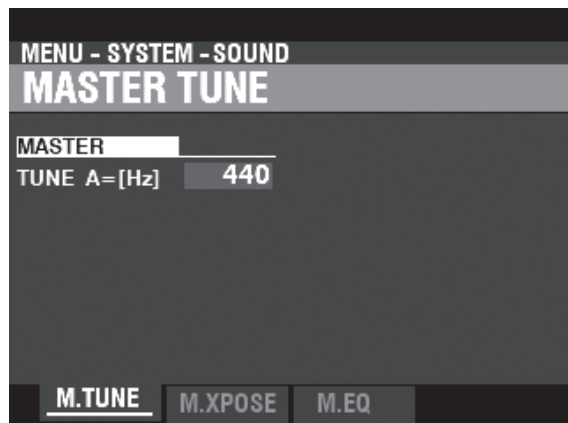 MENU - SYSTEM - SOUND
MASTER TUNE
MASTER
TUNE A=[Hz] 440
M.TUNE M.XPOSE M.EQ